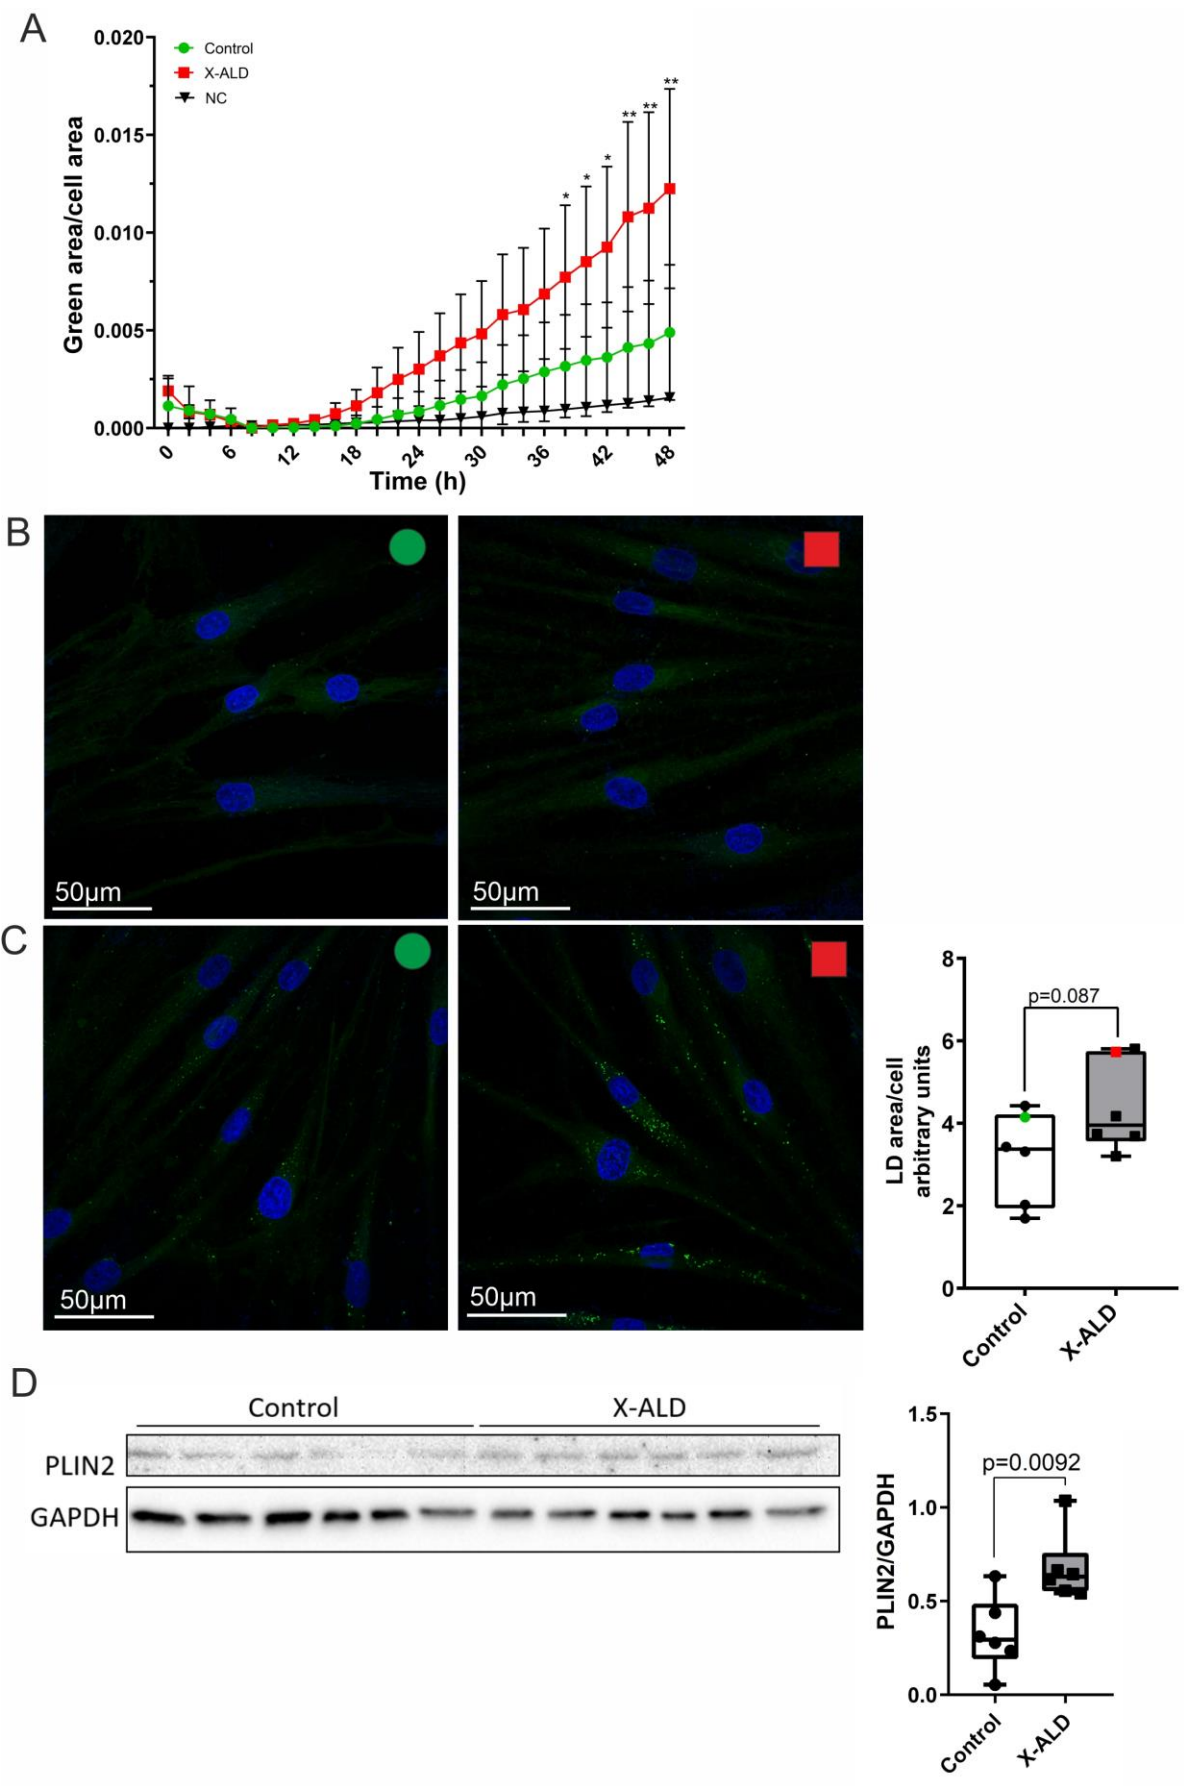 A
0.020
0.015
0.010
0.005
0.000
Green area/cell area
Control
X-ALD
NC
* * * ** ** **
0 6 12 18 24 30 36 42 48
Time (h)
B
50μm
50μm
C
50μm
50μm
8
6
4
2
0
LD area/cell
arbitrary units
p=0.087
Control
X-ALD
D
Control
X-ALD
PLIN2
GAPDH
1.5
1.0
0.5
0.0
PLIN2/GAPDH
p=0.0092
Control
X-ALD